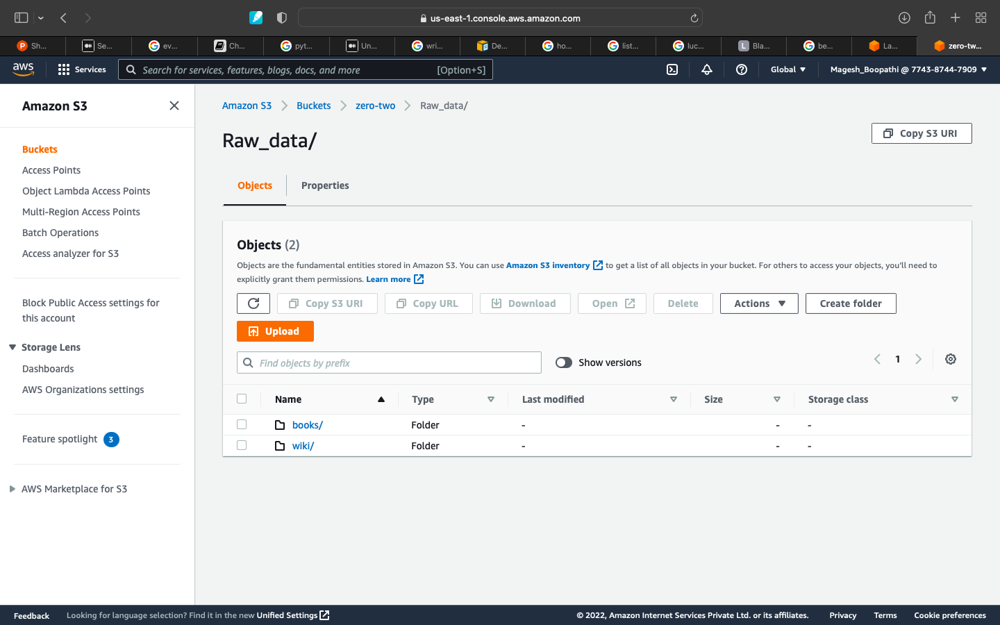 us-east-1.console.aws.amazon.com
Sh...
Se...
ev...
Ch...
pyt...
Un...
wri...
De...
ho...
list...
luc...
L
Bla...
be...
La...
zero-tw...
aws
Services
Search for services, features, blogs, docs, and more
[Option+S]
Global
Magesh_Boopathi @ 7743-8744-7909
Amazon S3
Buckets
Access Points
Object Lambda Access Points
Multi-Region Access Points
Batch Operations
Access analyzer for S3
Block Public Access settings for
this account
Storage Lens
Dashboards
AWS Organizations settings
Feature spotlight 3
AWS Marketplace for S3
Amazon S3
Buckets
zero-two
Raw_data/
Raw_data/
Copy S3 URI
Objects
Properties
Objects (2)
Objects are the fundamental entities stored in Amazon S3. You can use Amazon S3 inventory to get a list of all objects in your bucket. For others to access your objects, you'll need to
explicitly grant them permissions. Learn more
Copy S3 URI
Copy URL
Download
Open
Delete
Actions
Create folder
Upload
Find objects by prefix
Show versions
1
Name
Type
Last modified
Size
Storage class
books/ Folder - - -
wiki/ Folder - - -
Feedback
Looking for language selection? Find it in the new Unified Settings
© 2022, Amazon Internet Services Private Ltd. or its affiliates.
Privacy
Terms
Cookie preferences